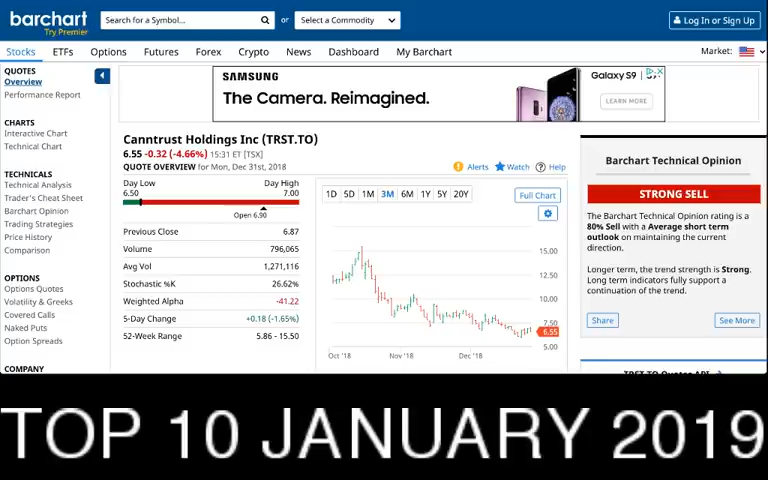 barchart
Try Premier
Search for a Symbol...
or
Select a Commodity
Log In or Sign Up
Stocks ETFs Options Futures Forex Crypto News Dashboard My Barchart
Market:
QUOTES
Overview
Performance Report
CHARTS
Interactive Chart
Technical Chart
TECHNICALS
Technical Analysis
Trader's Cheat Sheet
Barchart Opinion
Trading Strategies
Price History
Comparison
OPTIONS
Options Quotes
Volatility & Greeks
Covered Calls
Naked Puts
Option Spreads
COMPANY
SAMSUNG
The Camera. Reimagined.
Galaxy S9
LEARN MORE
Canntrust Holdings Inc (TRST.TO)
6.55 -0.32 (-4.66%) 15:31 ET [TSX]
QUOTE OVERVIEW for Mon, Dec 31st, 2018
Alerts Watch Help
Day Low Day High
6.50 7.00
Open 6.90
Previous Close 6.87
Volume 796,065
Avg Vol 1,271,116
Stochastic %K 26.62%
Weighted Alpha -41.22
5-Day Change +0.18 (-1.65%)
52-Week Range 5.86 - 15.50
1D 5D 1M 3M 6M 1Y 5Y 20Y
Full Chart
15.00
12.50
10.00
7.50
6.55
5.00
Oct '18 Nov '18 Dec '18
Barchart Technical Opinion
STRONG SELL
The Barchart Technical Opinion rating is a
80% Sell with a Average short term
outlook on maintaining the current
direction.
Longer term, the trend strength is Strong.
Long term indicators fully support a
continuation of the trend.
Share
See More
TRST.TO Quotes API
TOP 10 JANUARY 2019